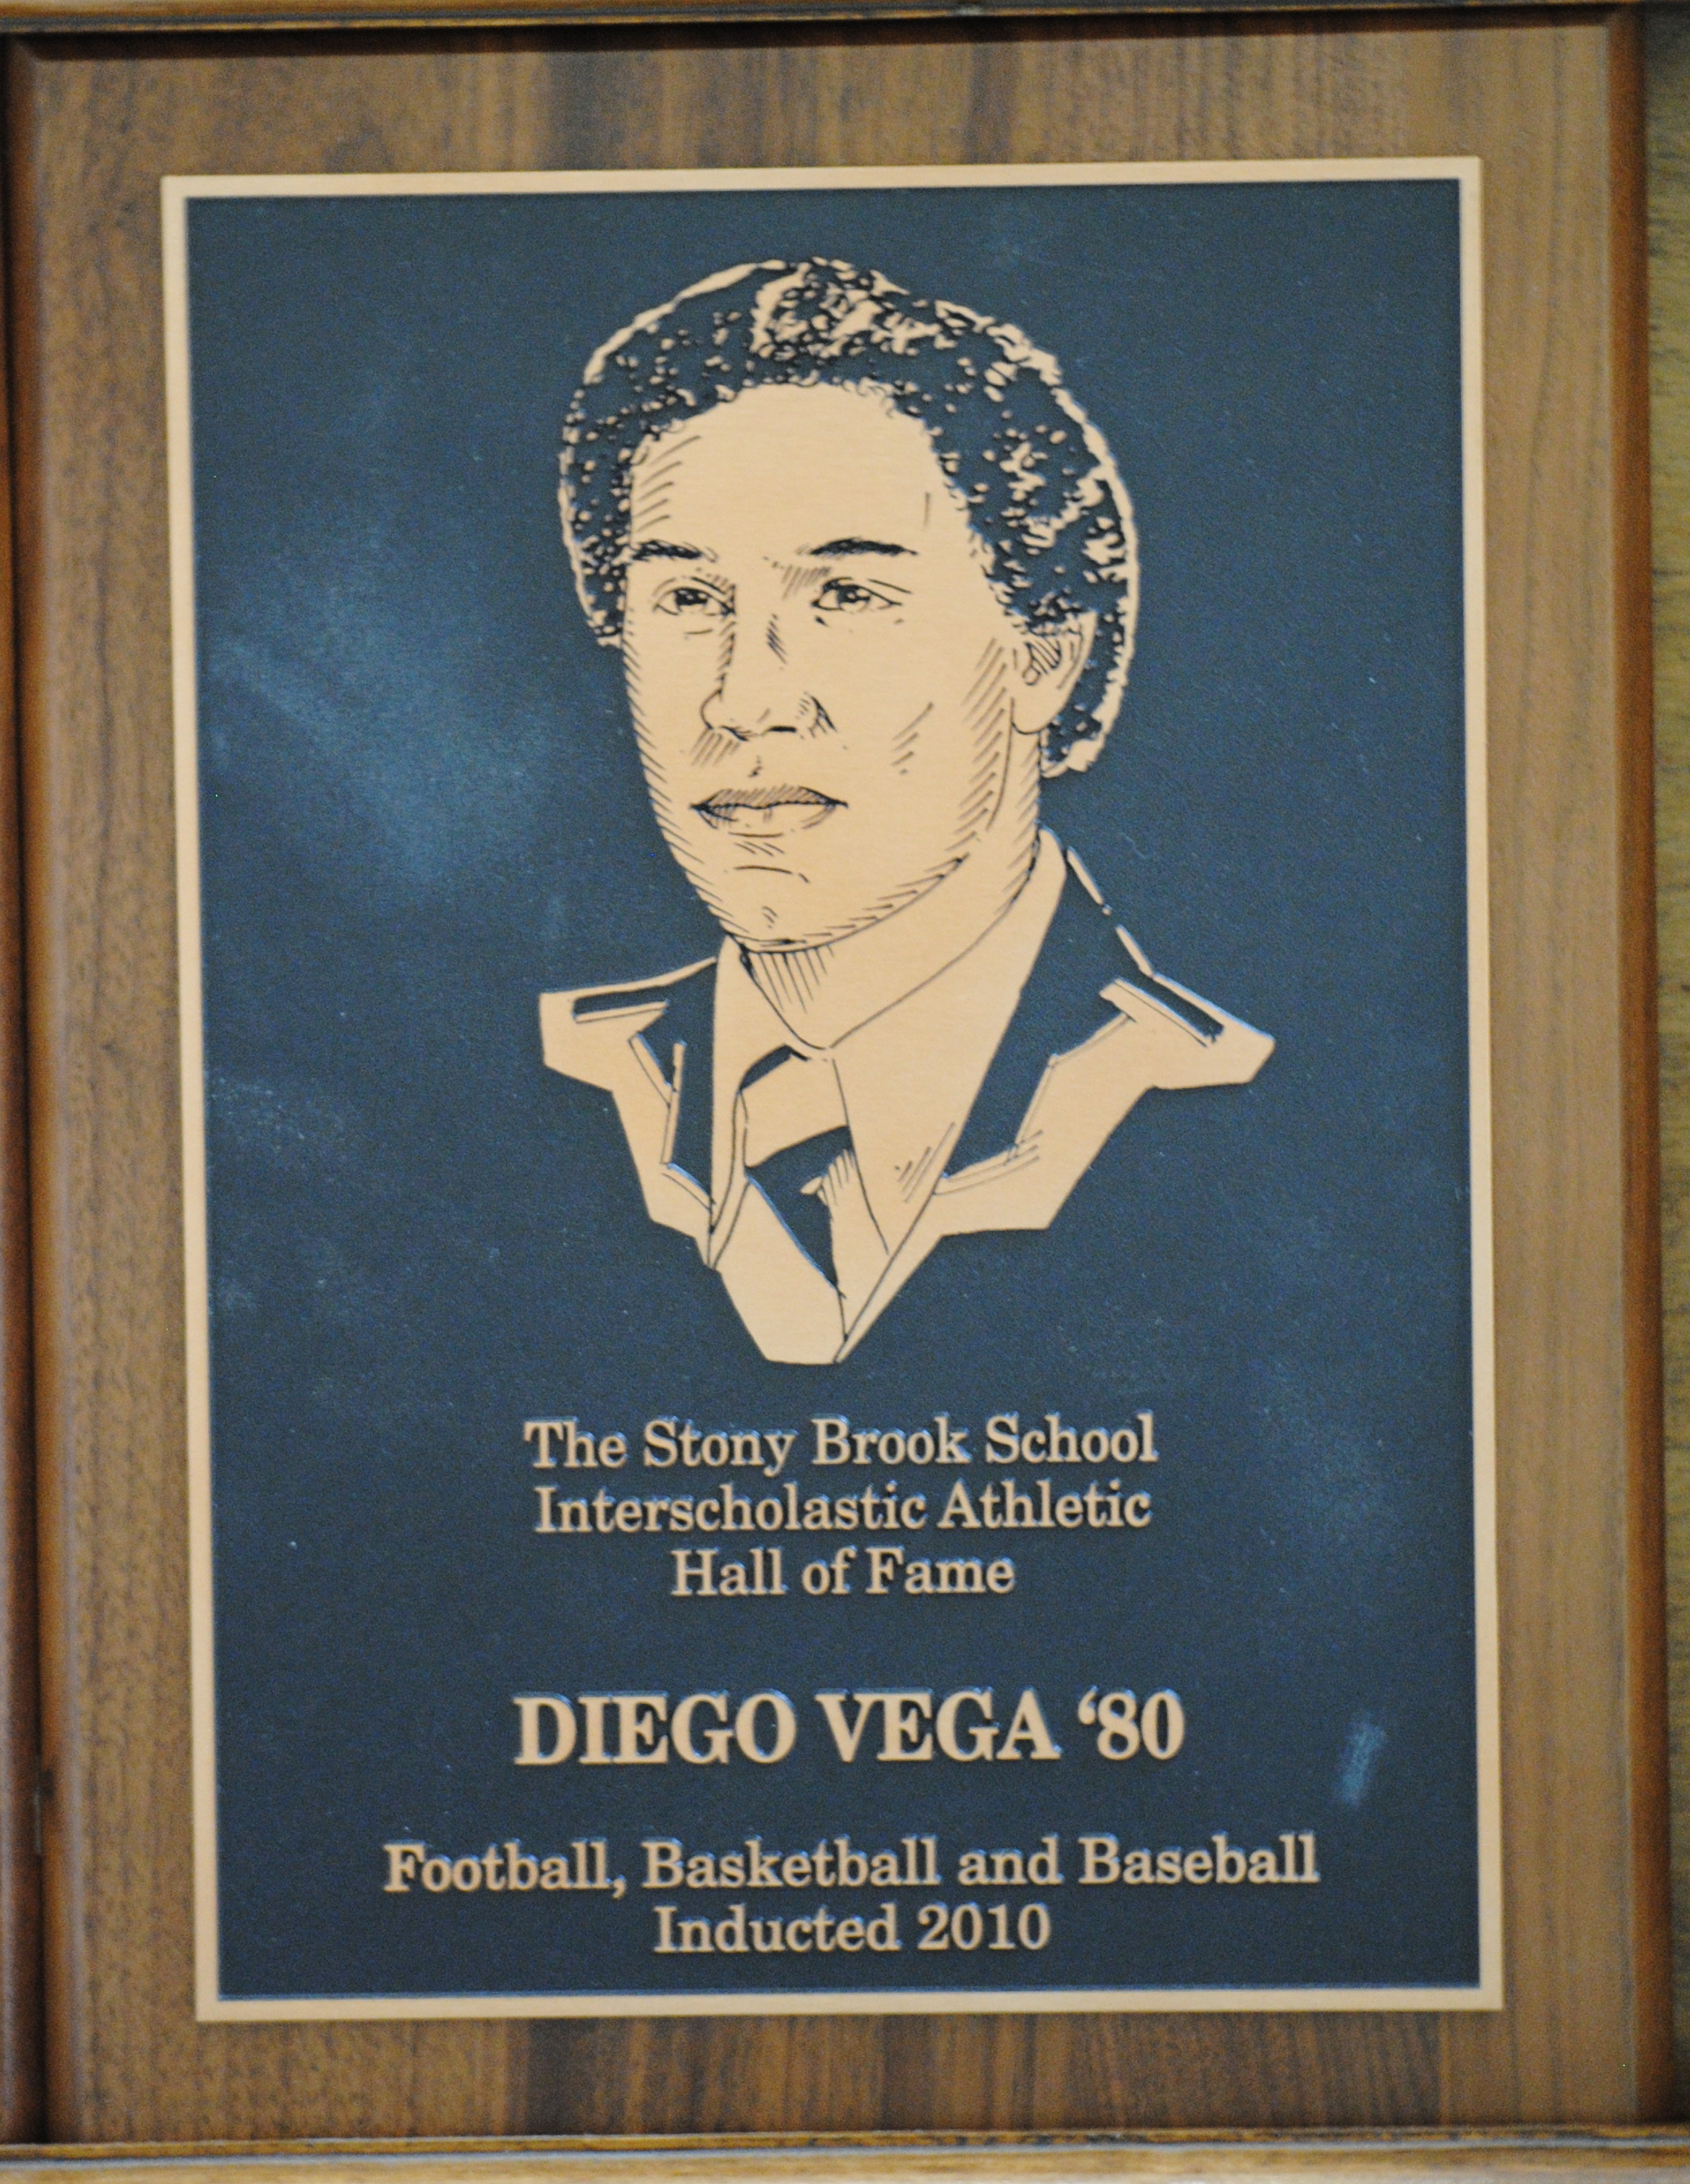 The Stony Brook School
Interscholastic Athletic
Hall of Fame
DIEGO VEGA ‘80
Football, Basketball and Baseball
Inducted 2010